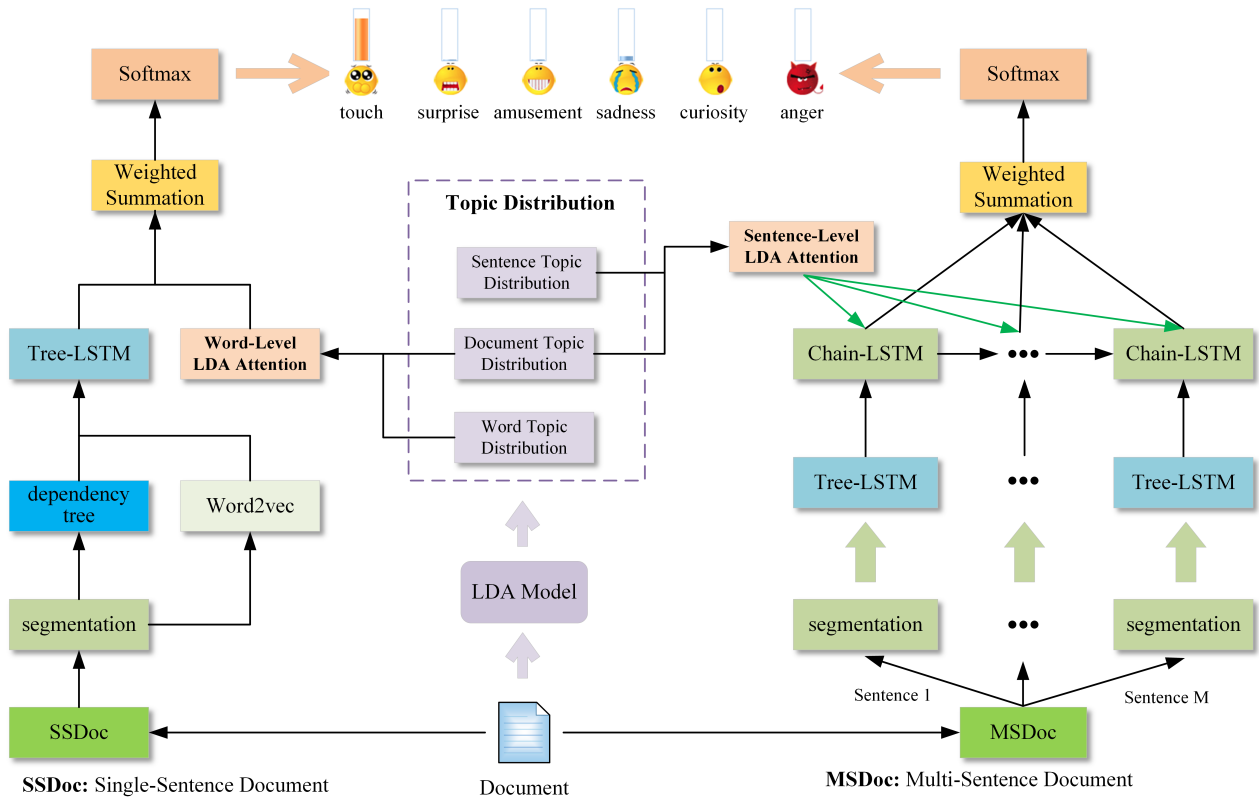 Softmax
touch
surprise
amusement
sadness
curiosity
anger
Softmax
Weighted
Summation
Topic Distribution
Weighted
Summation
Sentence Topic
Distribution
Sentence-Level
LDA Attention
Tree-LSTM
Word-Level
LDA Attention
Document Topic
Distribution
Chain-LSTM
•••
Chain-LSTM
Word Topic
Distribution
dependency
tree
Word2vec
Tree-LSTM
•••
Tree-LSTM
LDA Model
segmentation
segmentation
•••
segmentation
Sentence 1
Sentence M
SSDoc
MSDoc
SSDoc: Single-Sentence Document
Document
MSDoc: Multi-Sentence Document